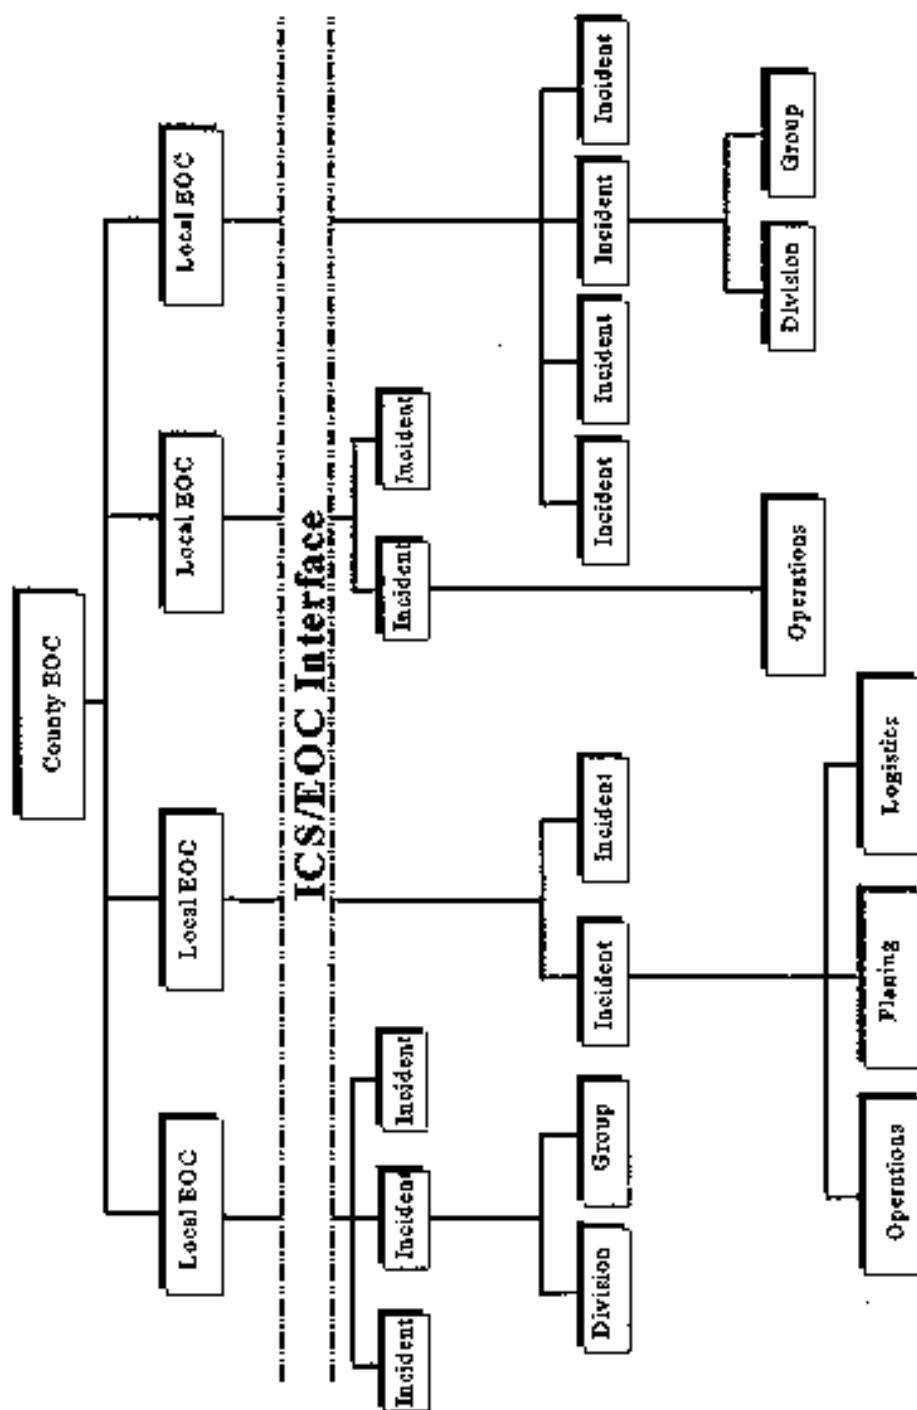 County EOC
Local EOC
Local EOC
Local EOC
Local EOC
ICS/EOC Interface
Incident
Incident
Incident
Incident
Incident
Division
Group
Incident
Incident
Incident
Incident
Incident
Incident
Operations
Division
Group
Operations
Planing
Logistics